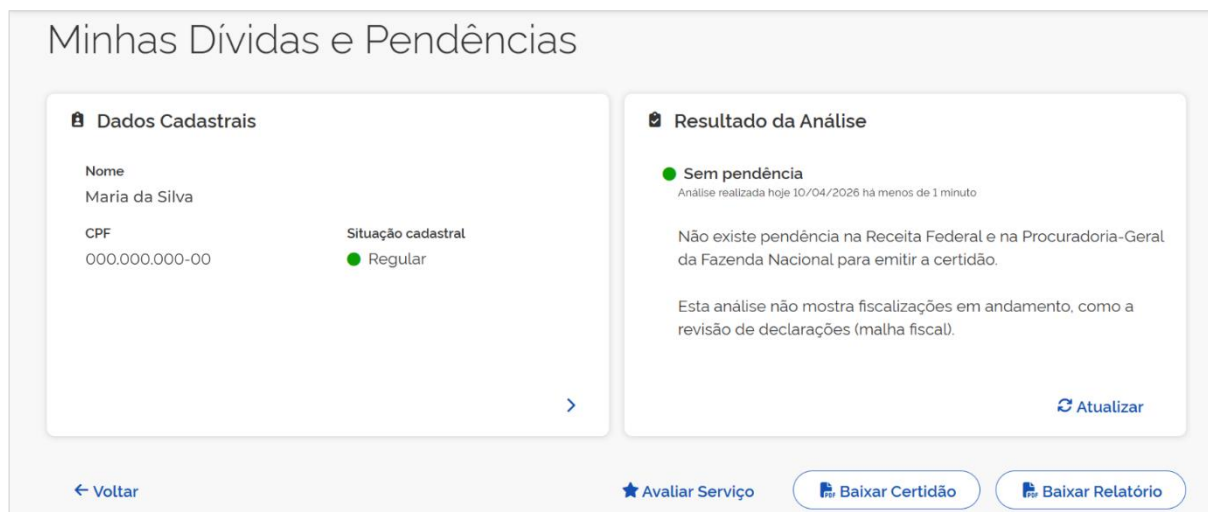 Minhas Dívidas e Pendências
Dados Cadastrais
Nome
Maria da Silva
CPF
000.000.000-00
Situação cadastral
Regular
Resultado da Análise
Sem pendência
Análise realizada hoje 10/04/2026 há menos de 1 minuto
Não existe pendência na Receita Federal e na Procuradoria-Geral
da Fazenda Nacional para emitir a certidão.
Esta análise não mostra fiscalizações em andamento, como a
revisão de declarações (malha fiscal).
Atualizar
Voltar
Avaliar Serviço
Baixar Certidão
Baixar Relatório